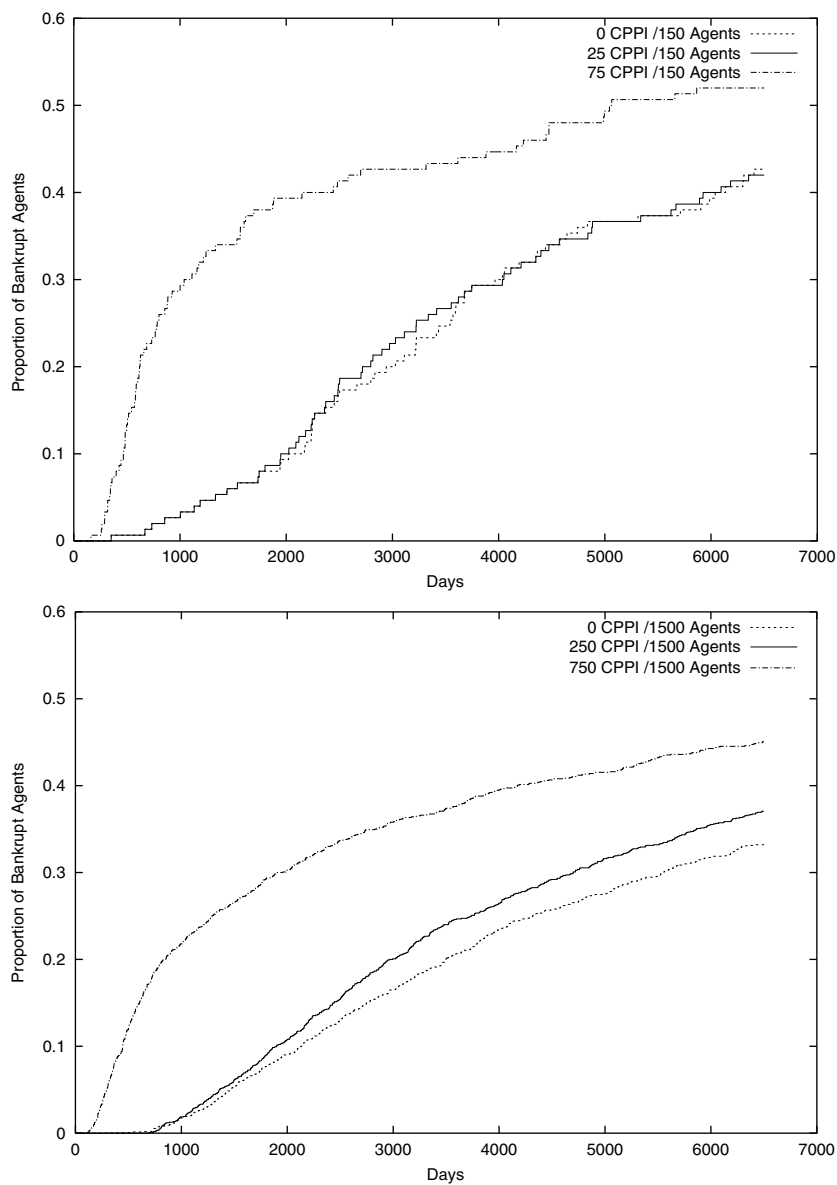 0.6
0.5
0.4
0.3
0.2
0.1
0
Proportion of Bankrupt Agents
0 CPPI /150 Agents
25 CPPI /150 Agents
75 CPPI /150 Agents
0 1000 2000 3000 4000 5000 6000 7000
Days
0.6
0.5
0.4
0.3
0.2
0.1
0
Proportion of Bankrupt Agents
0 CPPI /1500 Agents
250 CPPI /1500 Agents
750 CPPI /1500 Agents
0 1000 2000 3000 4000 5000 6000 7000
Days